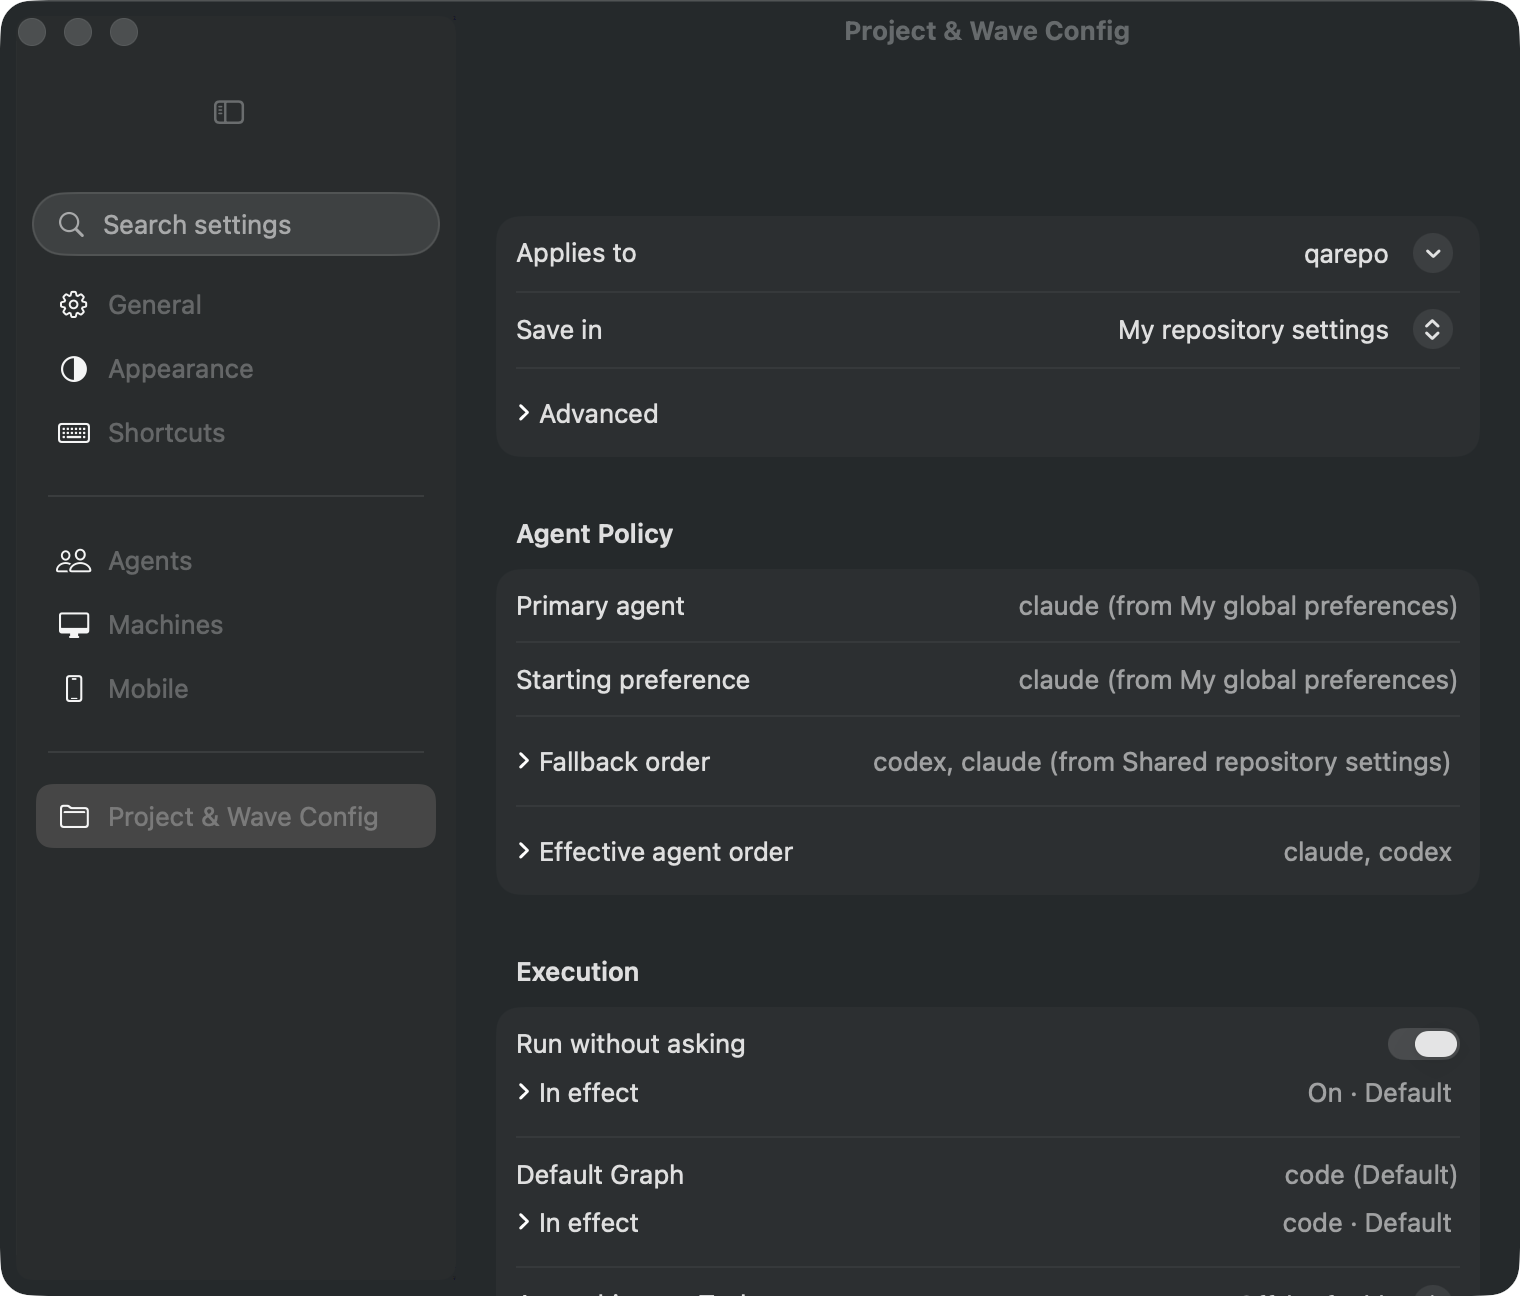 Project & Wave Config
Search settings
General
Appearance
Shortcuts
Agents
Machines
Mobile
Project & Wave Config
Applies to qarepo
Save in My repository settings
Advanced
Agent Policy
Primary agent claude (from My global preferences)
Starting preference claude (from My global preferences)
Fallback order codex, claude (from Shared repository settings)
Effective agent order claude, codex
Execution
Run without asking
In effect On · Default
Default Graph code (Default)
In effect code · Default